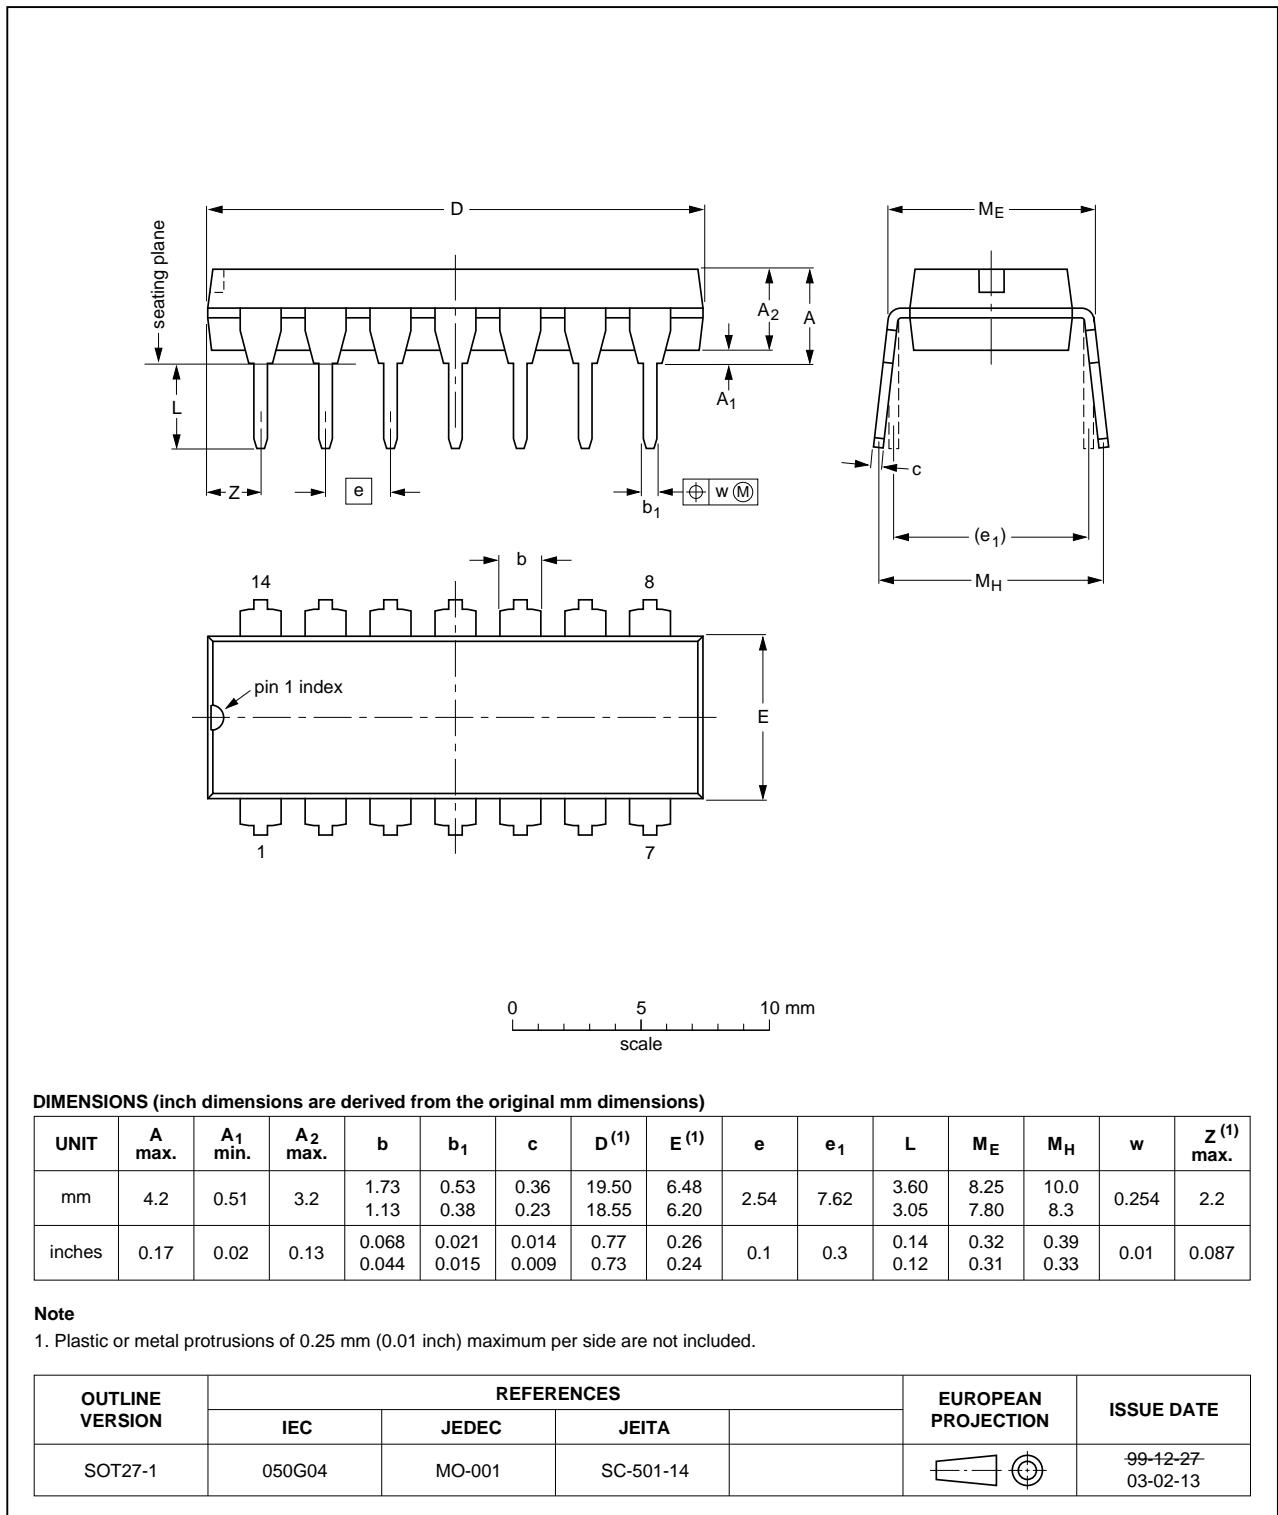 D
ME
seating plane
A2
A
A1
L
c
Z
e
b1
w M
(e1)
MH
b
14
8
pin 1 index
E
1
7
0 5 10 mm
scale
DIMENSIONS (inch dimensions are derived from the original mm dimensions)
UNIT A max. A1 min. A2 max. b b1 c D(1) E(1) e e1 L ME MH w Z(1) max.
mm 4.2 0.51 3.2 1.73 1.13 0.53 0.38 0.36 0.23 19.50 18.55 6.48 6.20 2.54 7.62 3.60 3.05 8.25 7.80 10.0 8.3 0.254 2.2
inches 0.17 0.02 0.13 0.068 0.044 0.021 0.015 0.014 0.009 0.77 0.73 0.26 0.24 0.1 0.3 0.14 0.12 0.32 0.31 0.39 0.33 0.01 0.087
Note
1. Plastic or metal protrusions of 0.25 mm (0.01 inch) maximum per side are not included.
OUTLINE VERSION REFERENCES EUROPEAN PROJECTION ISSUE DATE
IEC JEDEC JEITA
SOT27-1 050G04 MO-001 SC-501-14 99-12-27 03-02-13